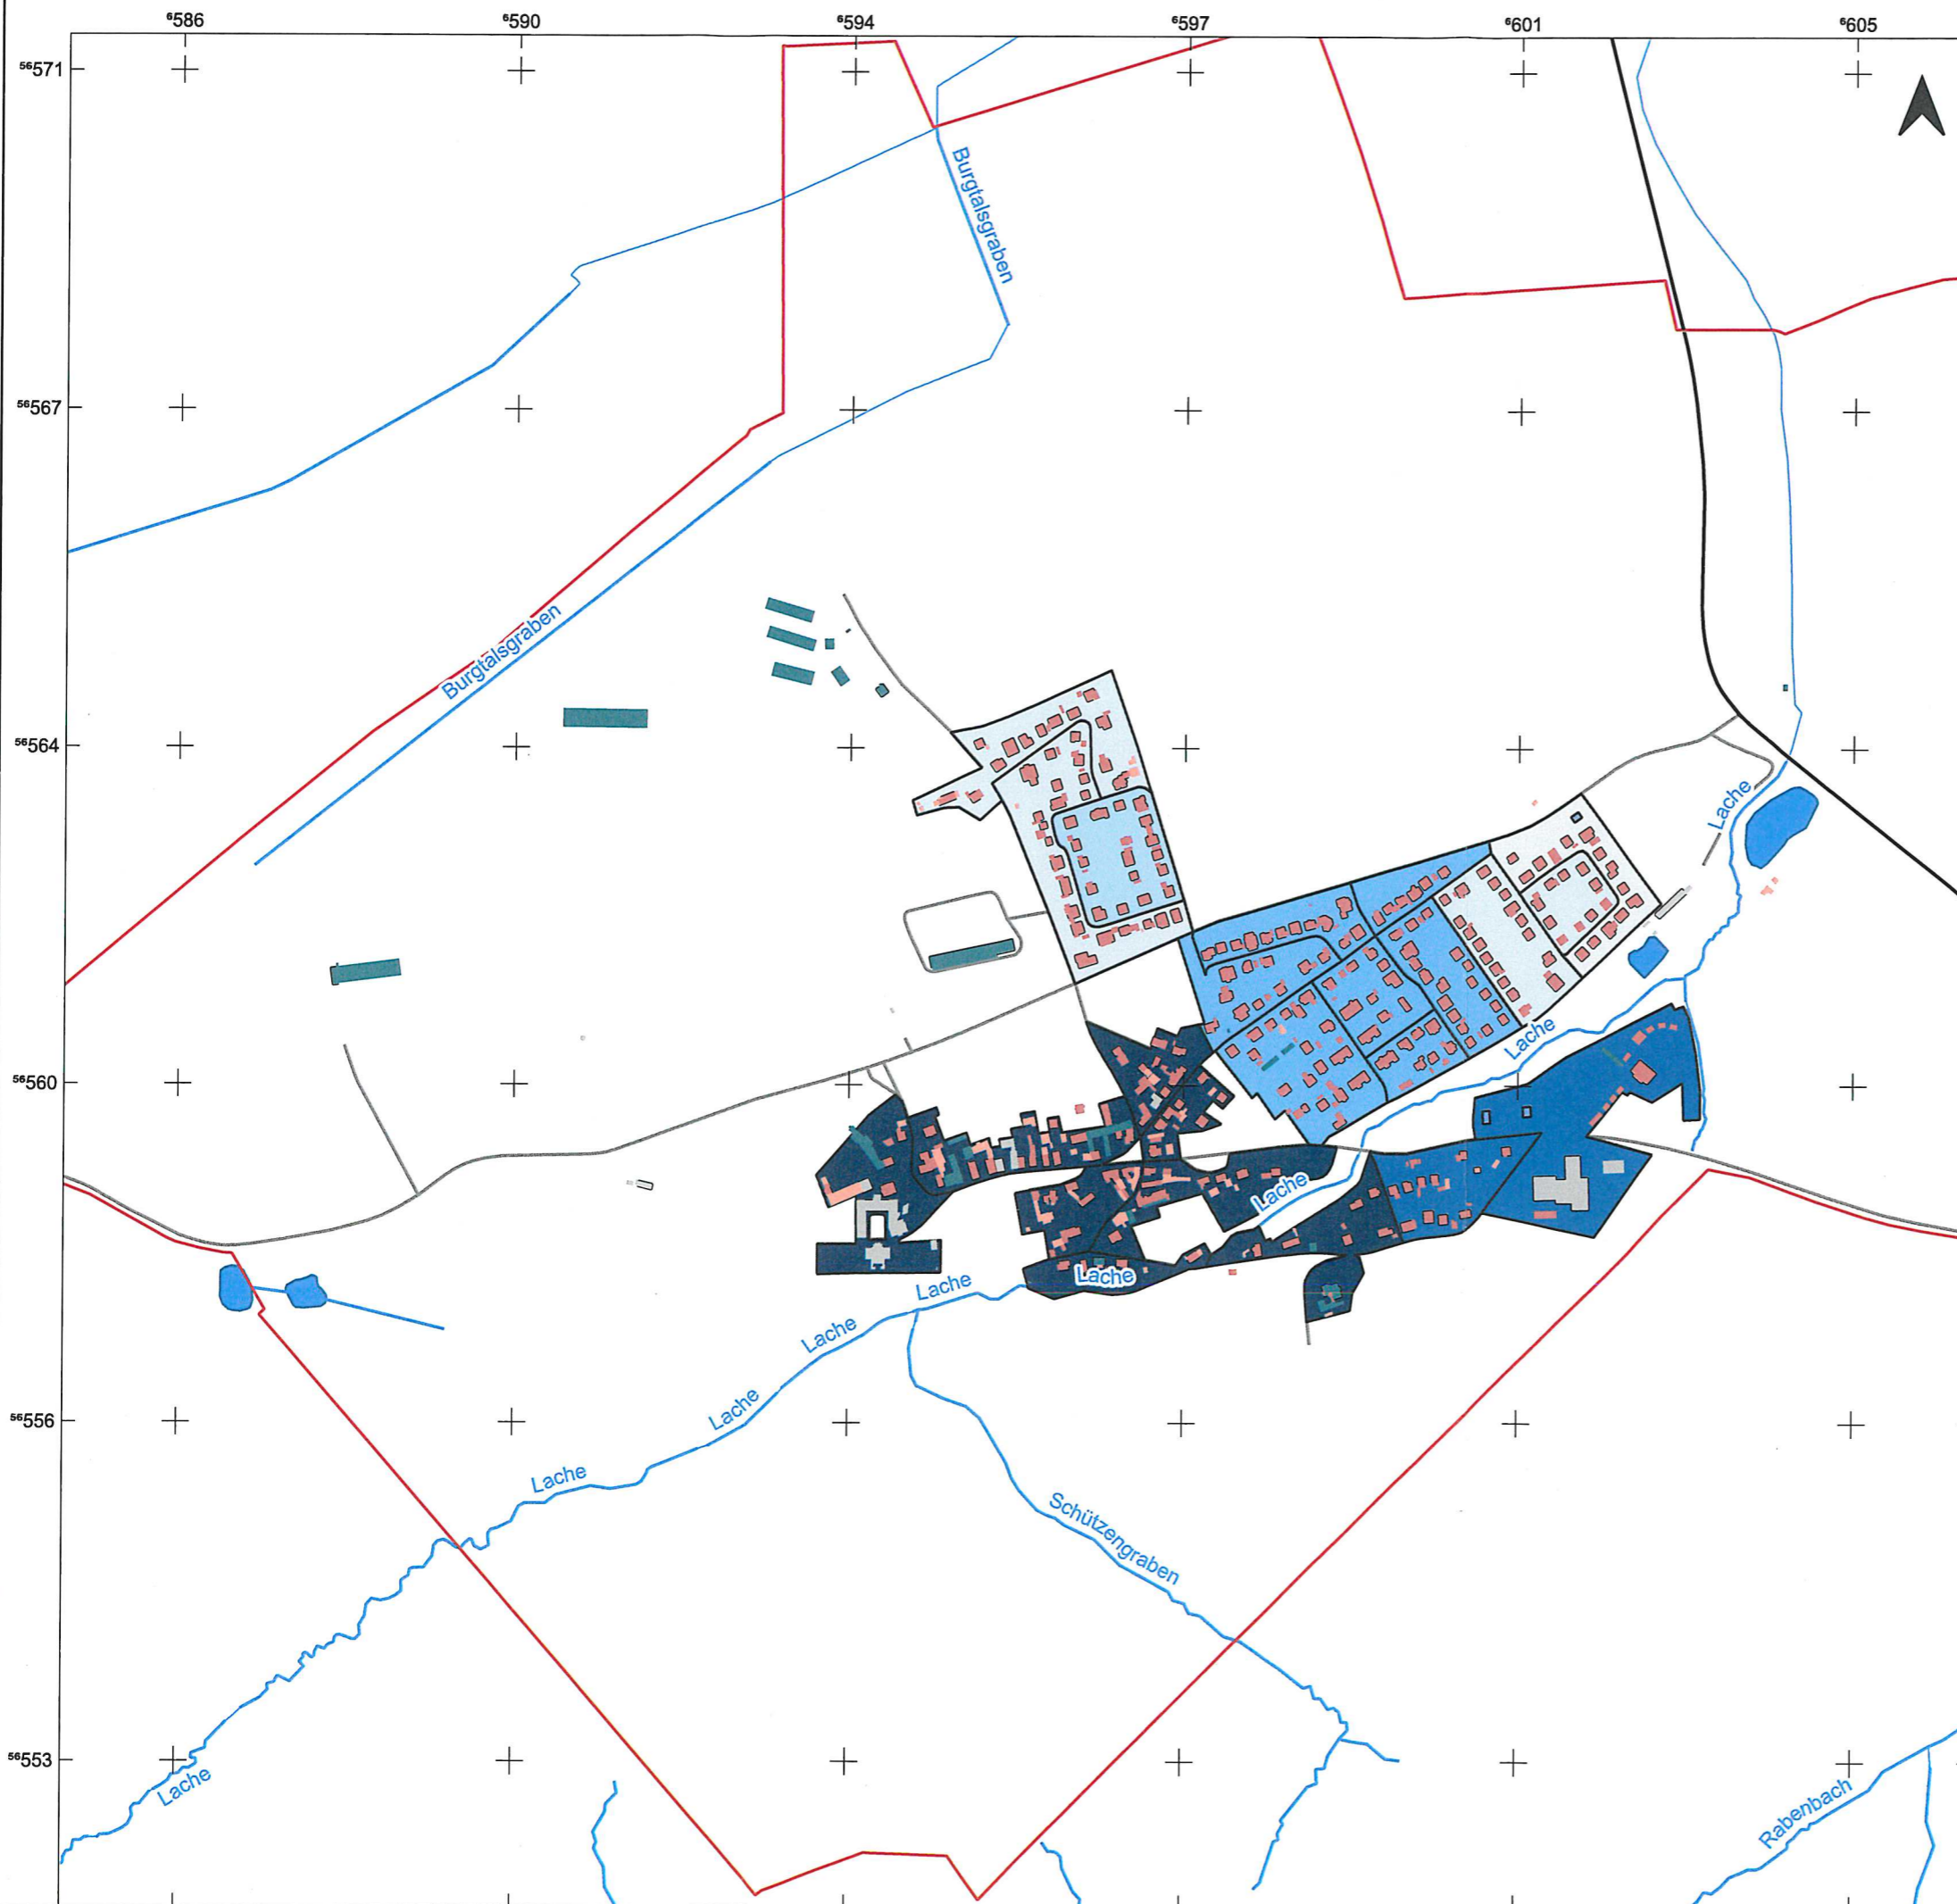 ⁶586 ⁶590 ⁶594 ⁶597 ⁶601 ⁶605
⁵⁶571
Burgtalsgraben
⁵⁶567
Burgtalsgraben
⁵⁶564
Lache
⁵⁶560
Lache
Lache
Lache
Lache
Lache
⁵⁶556
Lache
Lache
Schützengraben
⁵⁶553
Lache
Rabenbach